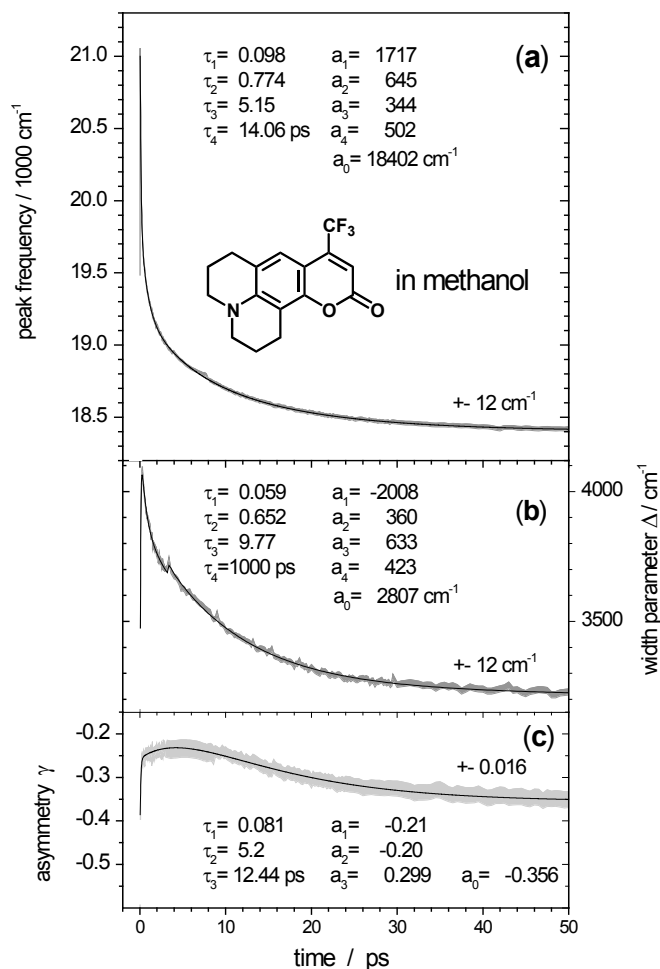 (a)
τ1= 0.098 a1= 1717
τ2= 0.774 a2= 645
τ3= 5.15 a3= 344
τ4= 14.06 ps a4= 502
a0= 18402 cm-1
21.0
20.5
20.0
19.5
19.0
18.5
peak frequency / 1000 cm-1
CF3
N
O
O
in methanol
+- 12 cm-1
(b)
τ1= 0.059 a1= -2008
τ2= 0.652 a2= 360
τ3= 9.77 a3= 633
τ4=1000 ps a4= 423
a0= 2807 cm-1
4000
3500
width parameter Δ / cm-1
+- 12 cm-1
(c)
-0.2
-0.3
-0.4
-0.5
asymmetry γ
+- 0.016
τ1= 0.081 a1= -0.21
τ2= 5.2 a2= -0.20
τ3= 12.44 ps a3= 0.299 a0= -0.356
0 10 20 30 40 50
time / ps